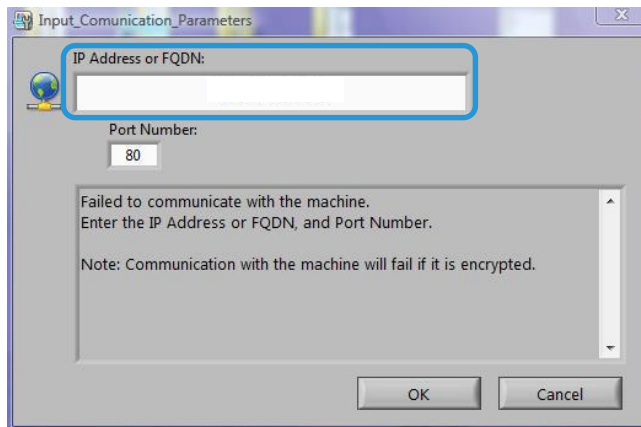 Input_Comunication_Parameters
IP Address or FQDN:
Port Number:
80
Failed to communicate with the machine.
Enter the IP Address or FQDN, and Port Number.
Note: Communication with the machine will fail if it is encrypted.
OK Cancel